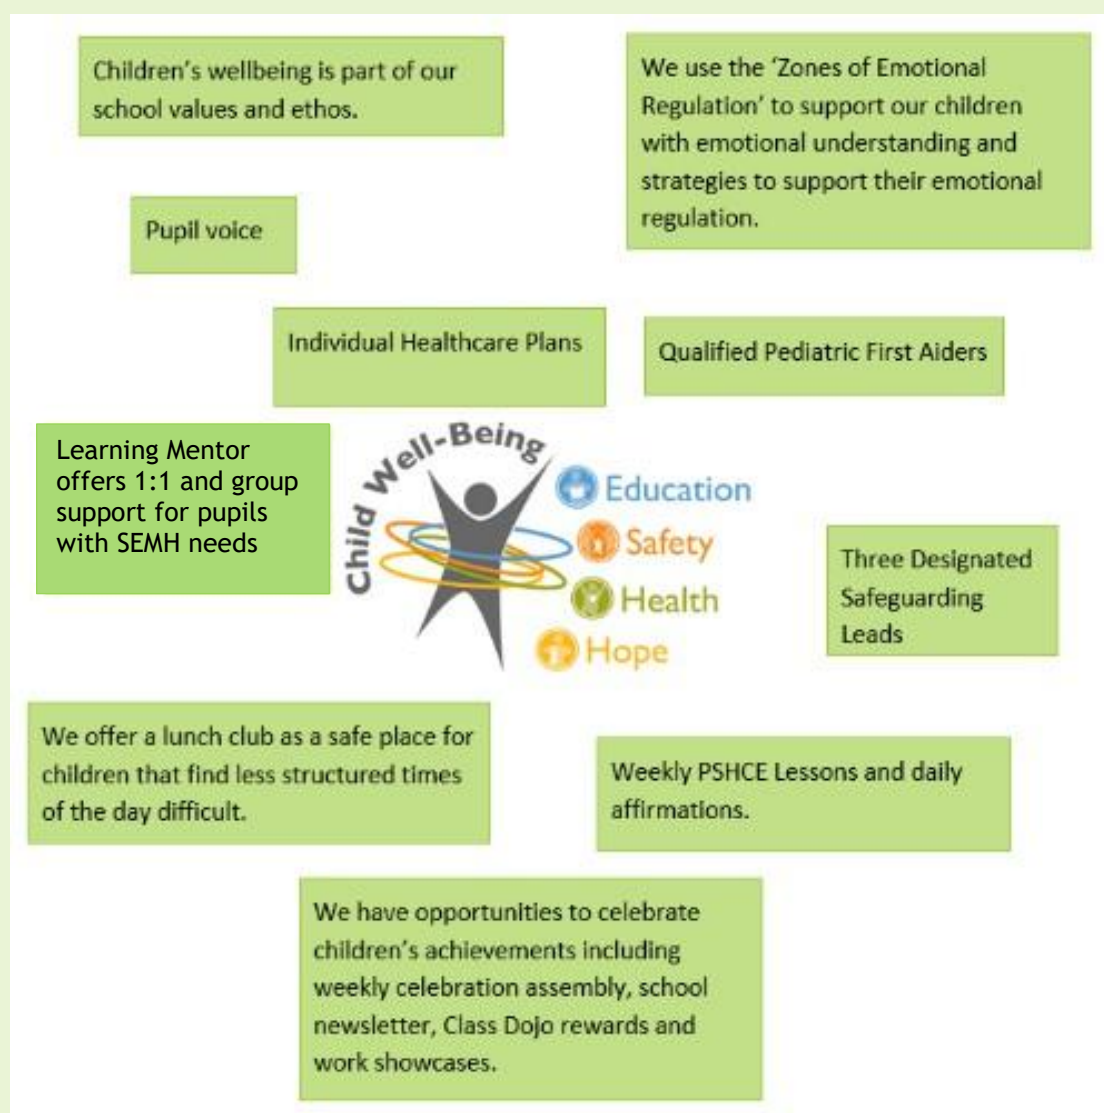 Children's wellbeing is part of our
school values and ethos.
We use the 'Zones of Emotional
Regulation' to support our children
with emotional understanding and
strategies to support their emotional
regulation.
Pupil voice
Individual Healthcare Plans
Qualified Pediatric First Aiders
Learning Mentor
offers 1:1 and group
support for pupils
with SEMH needs
Child Well-Being
Education
Safety
Health
Hope
Three Designated
Safeguarding
Leads
We offer a lunch club as a safe place for
children that find less structured times
of the day difficult.
Weekly PSHCE Lessons and daily
affirmations.
We have opportunities to celebrate
children's achievements including
weekly celebration assembly, school
newsletter, Class Dojo rewards and
work showcases.